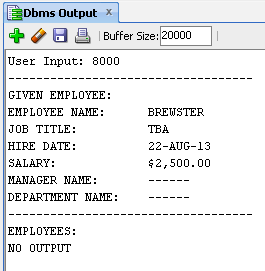 Dbms Output x
Buffer Size: 20000
User Input: 8000
----------------------------------
GIVEN EMPLOYEE:
EMPLOYEE NAME: BREWSTER
JOB TITLE: TBA
HIRE DATE: 22-AUG-13
SALARY: $2,500.00
MANAGER NAME: ------
DEPARTMENT NAME: ------
----------------------------------
EMPLOYEES:
NO OUTPUT